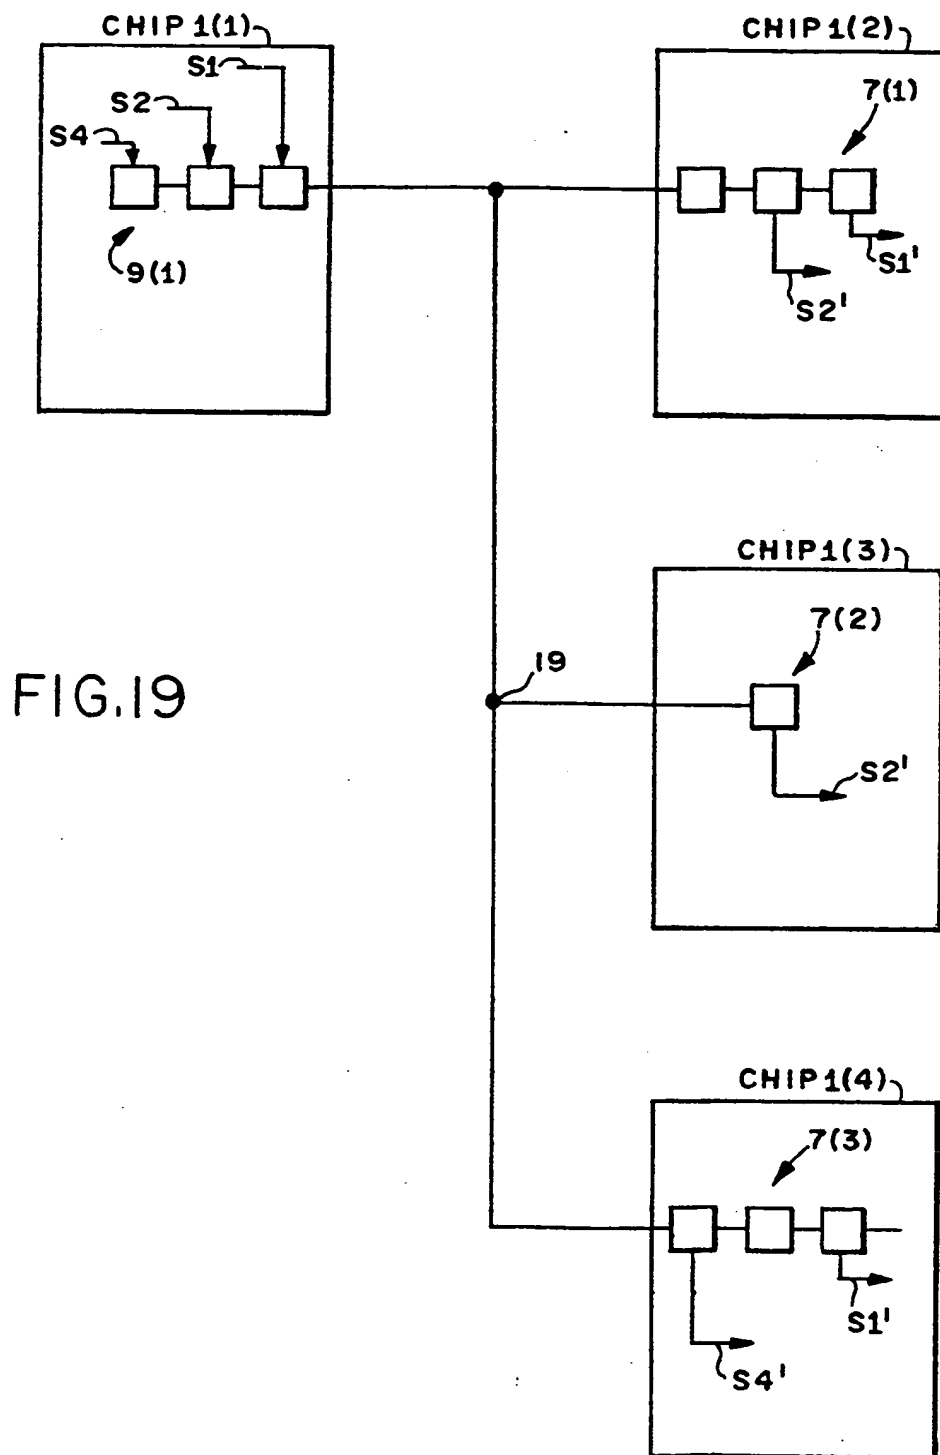 CHIP 1(1)
S1
S2
S4
9(1)
CHIP 1(2)
7(1)
S1'
S2'
CHIP 1(3)
7(2)
19
S2'
FIG.19
CHIP 1(4)
7(3)
S1'
S4'